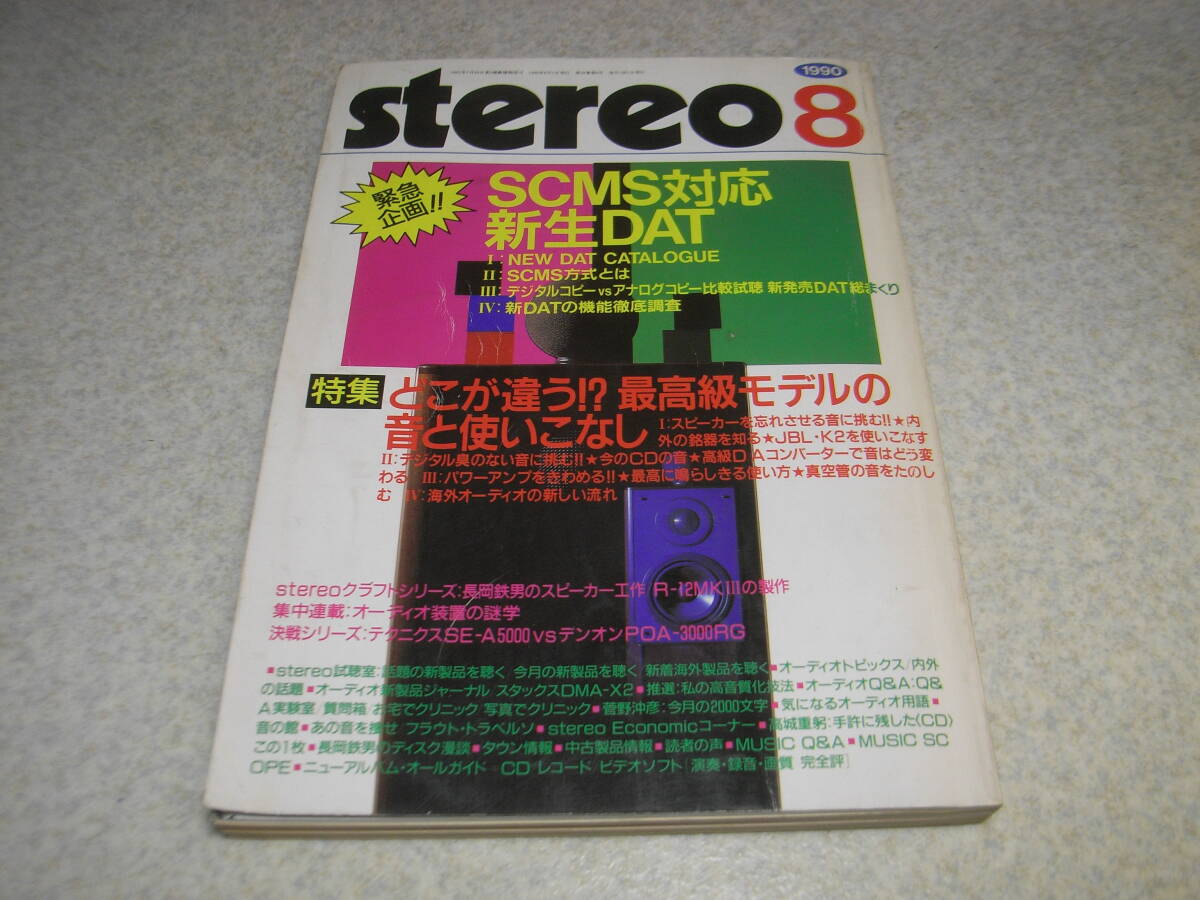 1990
stereo 8
緊急
企画!!
SCMS対応
新生DAT
I:NEW DAT CATALOGUE
II:SCMS方式とは
III:デジタルコピーvsアナログコピー比較試聴 新発売DAT総まくり
IV:新DATの機能徹底調査
特集 どこが違う!? 最高級モデルの
音と使いこなし I:スピーカーを忘れさせる音に挑む!!★内
外の銘器を知る★JBL・K2を使いこなす
II:デジタル臭のない音に挑む!!★今のCDの音★高級D/Aコンバーターで音はどう変
わる III:パワーアンプをきわめる!!★最高に鳴らしきる使い方★真空管の音をたのし
む IV:海外オーディオの新しい流れ
stereoクラフトシリーズ:長岡鉄男のスピーカー工作/R-12MKIIIの製作
集中連載:オーディオ装置の謎学
決戦シリーズ:テクニクスSE-A5000vsデンオンPOA-3000RG
■stereo試聴室:話題の新製品を聴く 今月の新製品を聴く 新着海外製品を聴く■オーディオトピックス/内外
の話題■オーディオ新製品ジャーナル スタックスDMA-X2■推選:私の高音質化技法■オーディオQ&A:Q&
A実験室/質問箱/お宅でクリニック/写真でクリニック■菅野沖彦:今月の2000文字■気になるオーディオ用語■
音の館■あの音を捜せ フラウト・トラベルソ■stereo Economicコーナー■高城重躬:手許に残した〈CD〉
この1枚■長岡鉄男のディスク漫談■タウン情報■中古製品情報■読者の声■MUSIC Q&A■MUSIC SC
OPE■ニューアルバム・オールガイド CD レコード ビデオソフト[演奏・録音・画質 完全評]